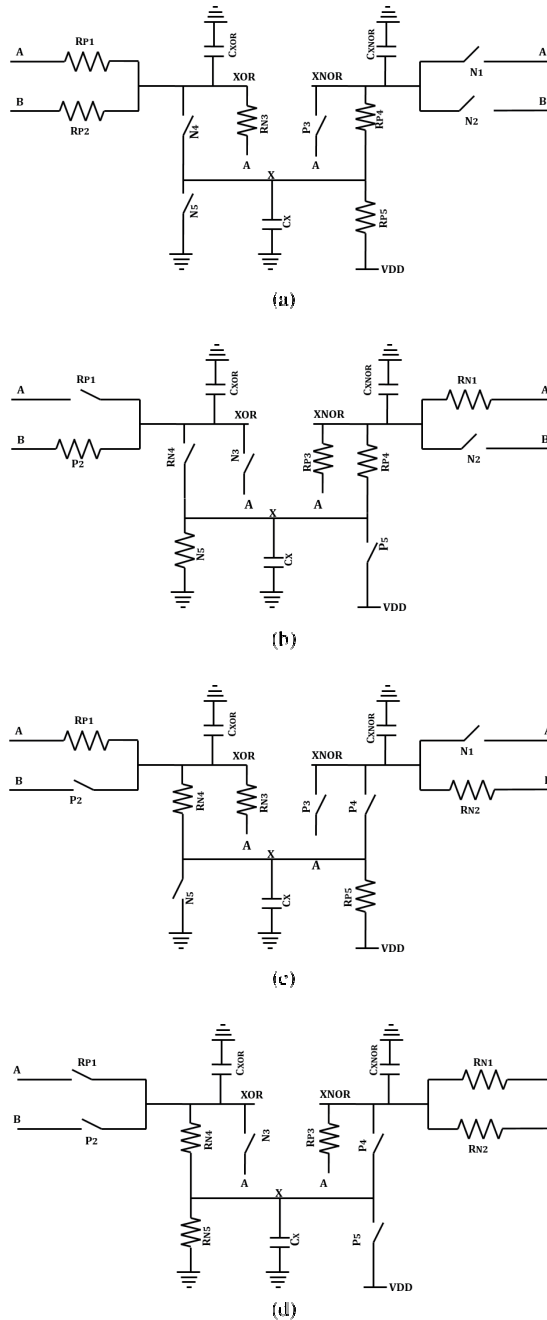 A RP1 CXOR CXNOR A
N1
XOR XNOR
B RP2 N4 RN3 P3 RP4 N2 B
A X A
N5 CX RP5
VDD
(a)
RP1 CXOR CXNOR RN1
A A
XOR XNOR
B P2 RN4 N3 RP3 RP4 N2 B
A X A
N5 CX P5
VDD
(b)
RP1 CXOR CXNOR
A N1
XOR XNOR
B P2 RN4 RN3 P3 P4 RN2
A X A
N5 CX RP5
VDD
(c)
RP1 CXOR CXNOR RN1
A
XOR XNOR
B P2 RN4 N3 RP3 P4 RN2
A X A
RN5 CX P5
VDD
(d)